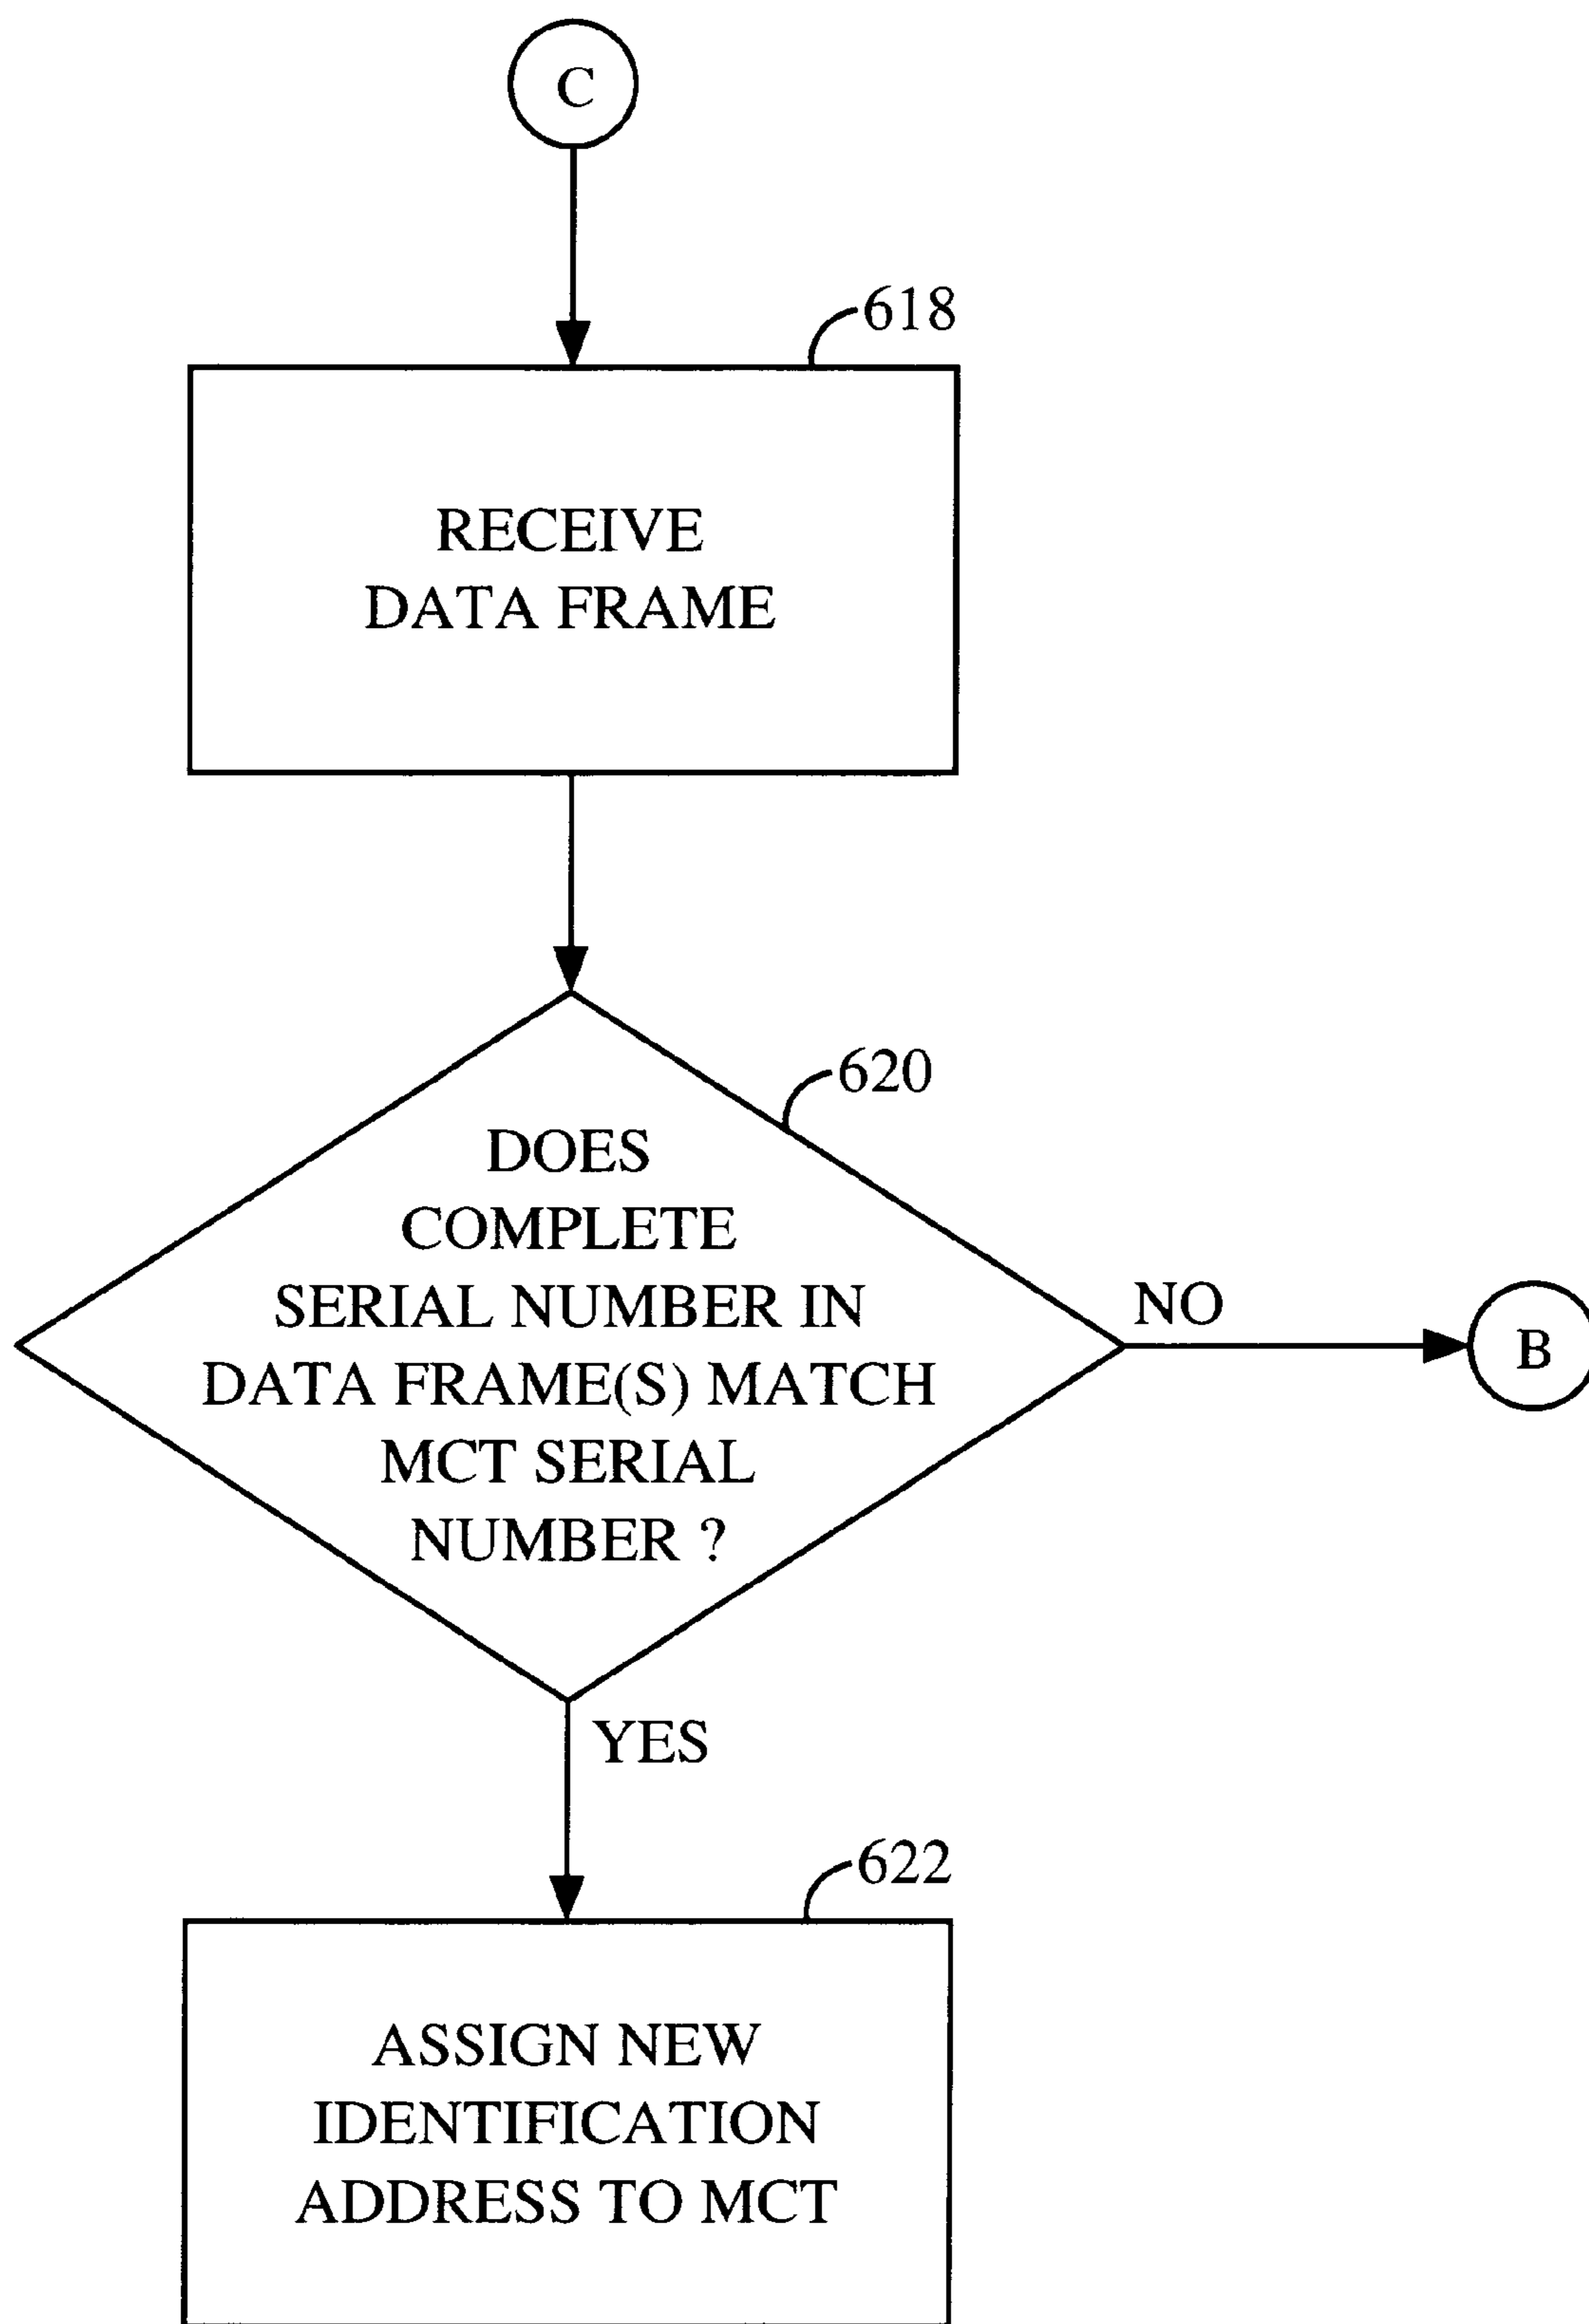 C
618
RECEIVE
DATA FRAME
620
DOES
COMPLETE
SERIAL NUMBER IN
DATA FRAME(S) MATCH
MCT SERIAL
NUMBER ?
NO
B
YES
622
ASSIGN NEW
IDENTIFICATION
ADDRESS TO MCT